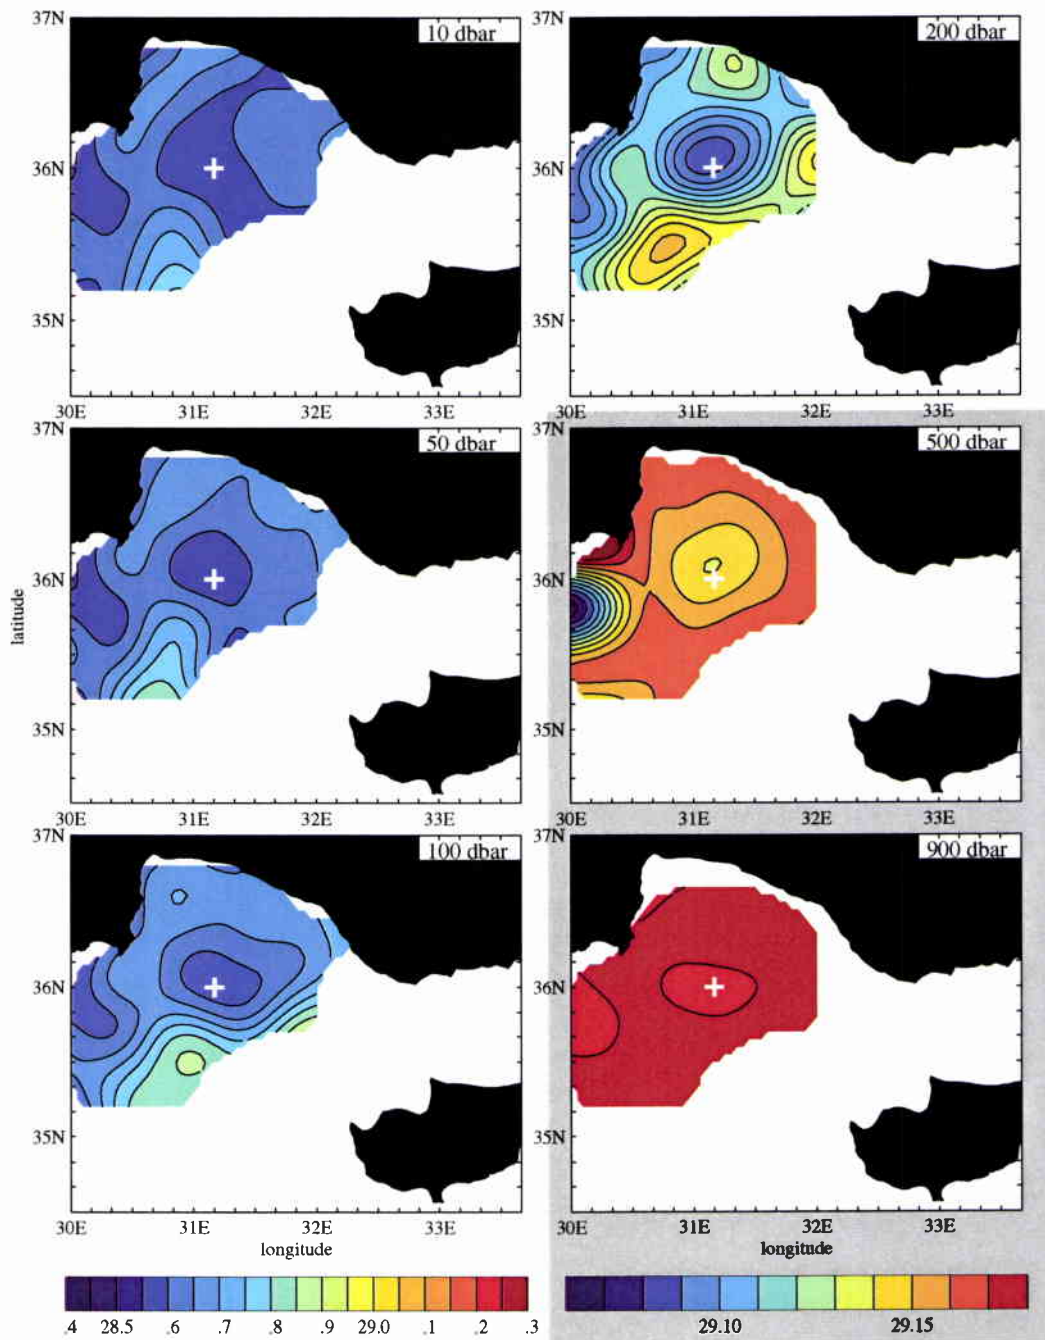 37N 10 dbar 200 dbar
36N 36N
35N 35N
30E 31E 32E 33E 30E 31E 32E 33E
37N 50 dbar 37N 500 dbar
36N 36N
latitude
35N 35N
30E 31E 32E 33E 30E 31E 32E 33E
37N 100 dbar 37N 900 dbar
36N 36N
35N 35N
30E 31E 32E 33E 30E 31E 32E 33E
longitude longitude
.4 28.5 .6 .7 .8 .9 29.0 .1 .2 .3 29.10 29.15